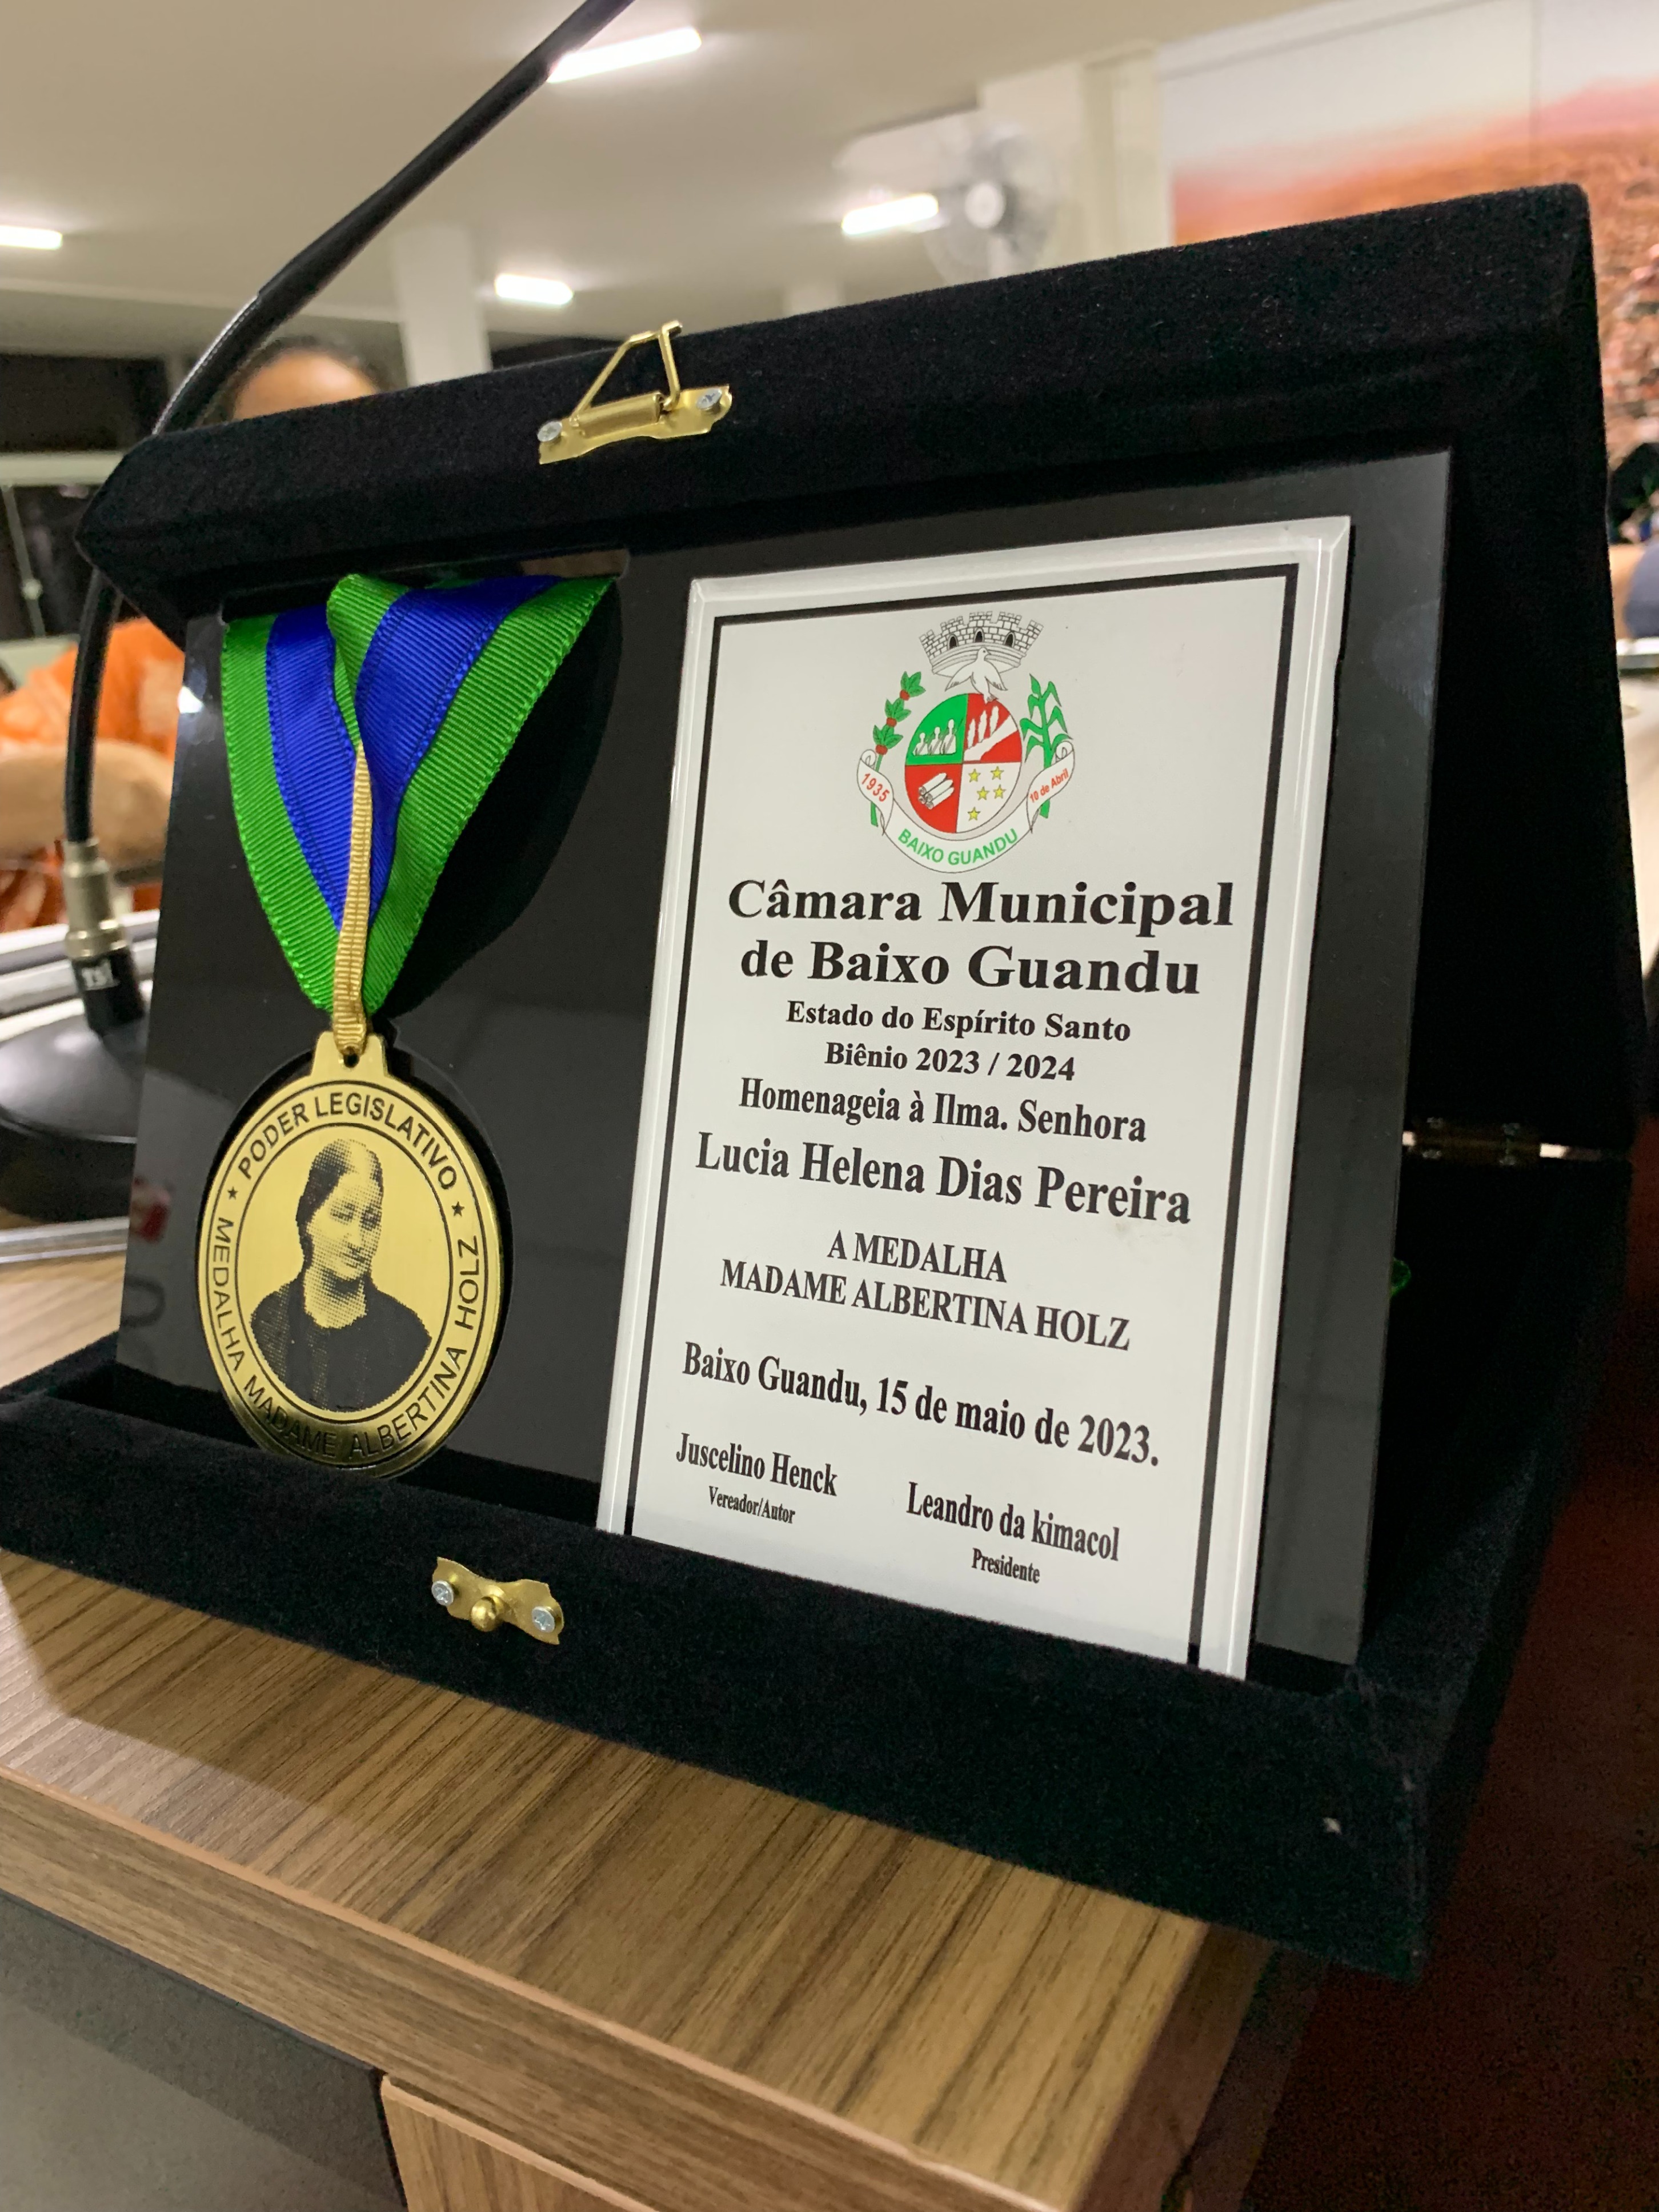 PODER LEGISLATIVO
MEDALHA MADAME ALBERTINA HOLZ
1935
10 de Abril
BAIXO GUANDU
Câmara Municipal
de Baixo Guandu
Estado do Espírito Santo
Biênio 2023 / 2024
Homenageia à Ilma. Senhora
Lucia Helena Dias Pereira
A MEDALHA
MADAME ALBERTINA HOLZ
Baixo Guandu, 15 de maio de 2023.
Juscelino Henck
Vereador/Autor
Leandro da kimacol
Presidente